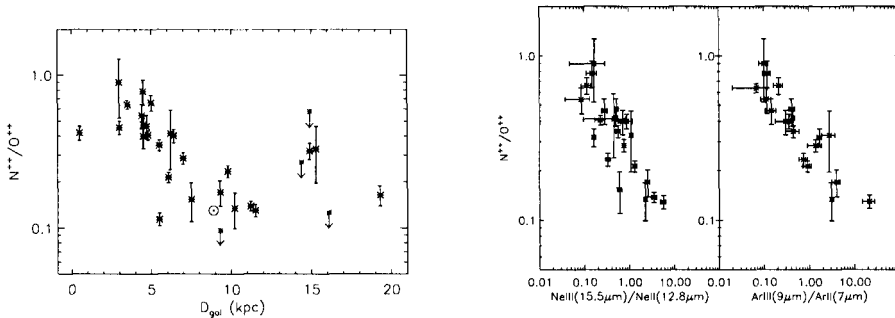 1.0
0.1
N++/O++
0 5 10 15 20
D_gal (kpc)
1.0
0.1
N++/O++
0.01 0.10 1.00 10.00
NeIII(15.5μm)/NeII(12.8μm)
0.01 0.10 1.00 10.00
ArIII(9μm)/ArII(7μm)